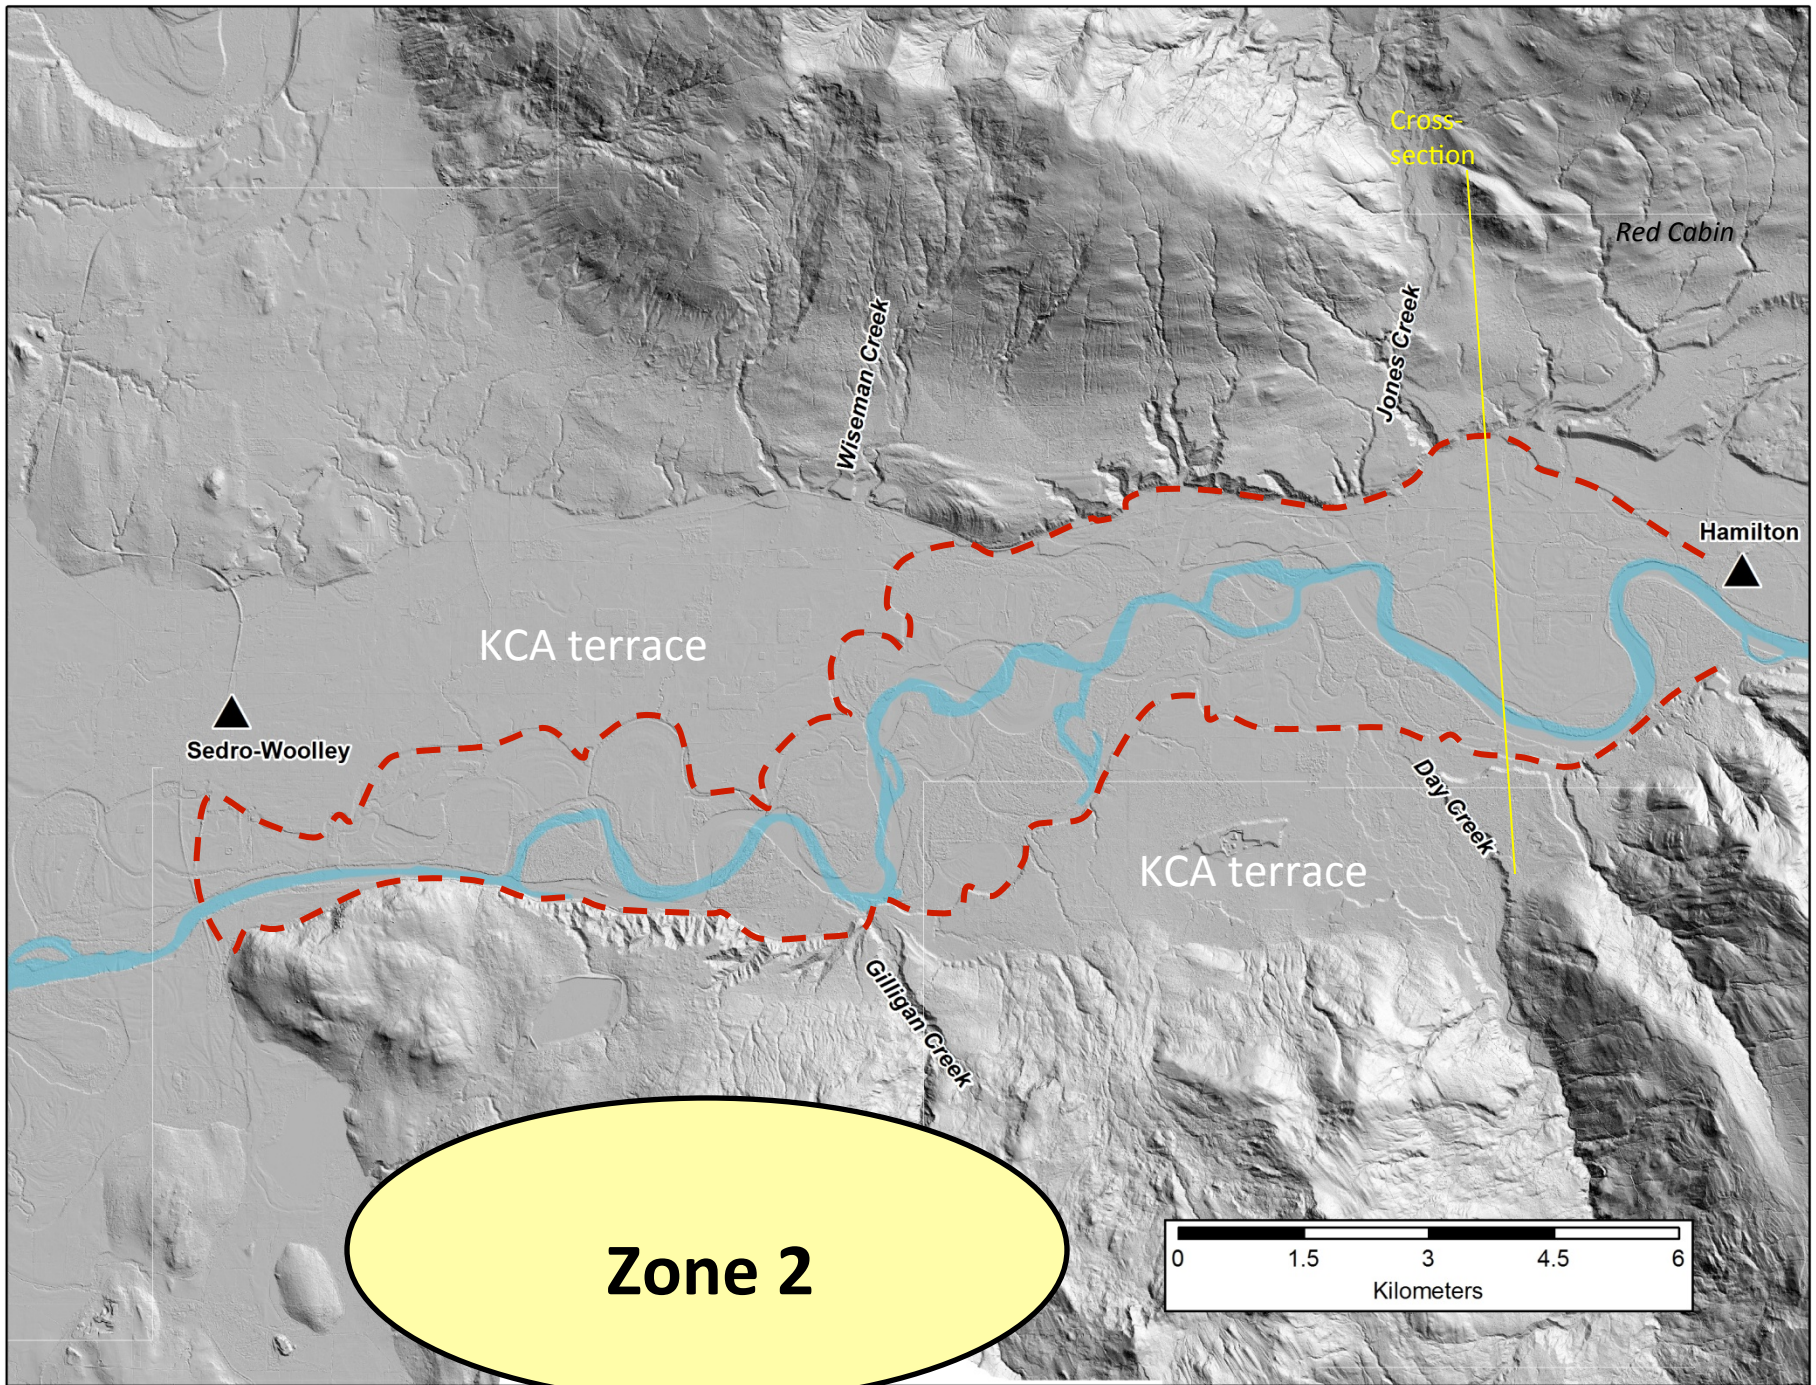 Cross-
section
Red Cabin
Wiseman Creek
Jones Creek
Hamilton
KCA terrace
Sedro-Woolley
Day Creek
KCA terrace
Gilligan Creek
Zone 2
0 1.5 3 4.5 6
Kilometers